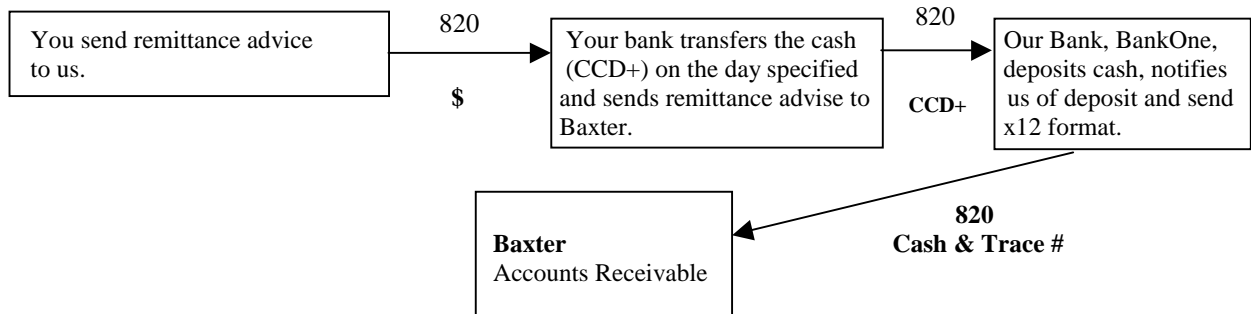 You send remittance advice
to us.
820
$
Your bank transfers the cash
(CCD+) on the day specified
and sends remittance advise to
Baxter.
820
CCD+
Our Bank, BankOne,
deposits cash, notifies
us of deposit and send
x12 format.
820
Cash & Trace #
Baxter
Accounts Receivable